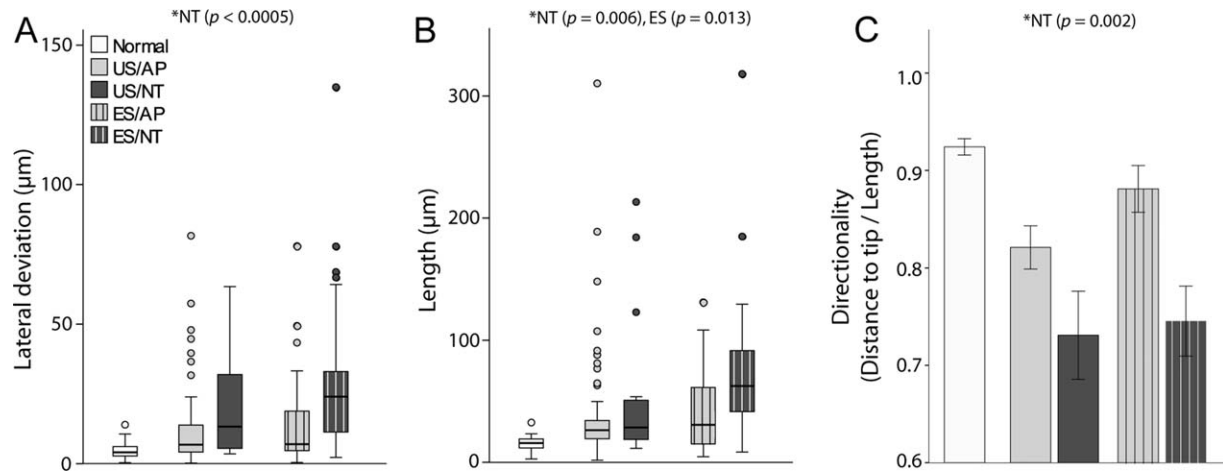 A
*NT (p < 0.0005)
Lateral deviation (µm)
150
100
50
0
Normal
US/AP
US/NT
ES/AP
ES/NT
B
*NT (p = 0.006), ES (p = 0.013)
Length (µm)
300
200
100
0
C
*NT (p = 0.002)
Directionality
(Distance to tip / Length)
1.0
0.9
0.8
0.7
0.6